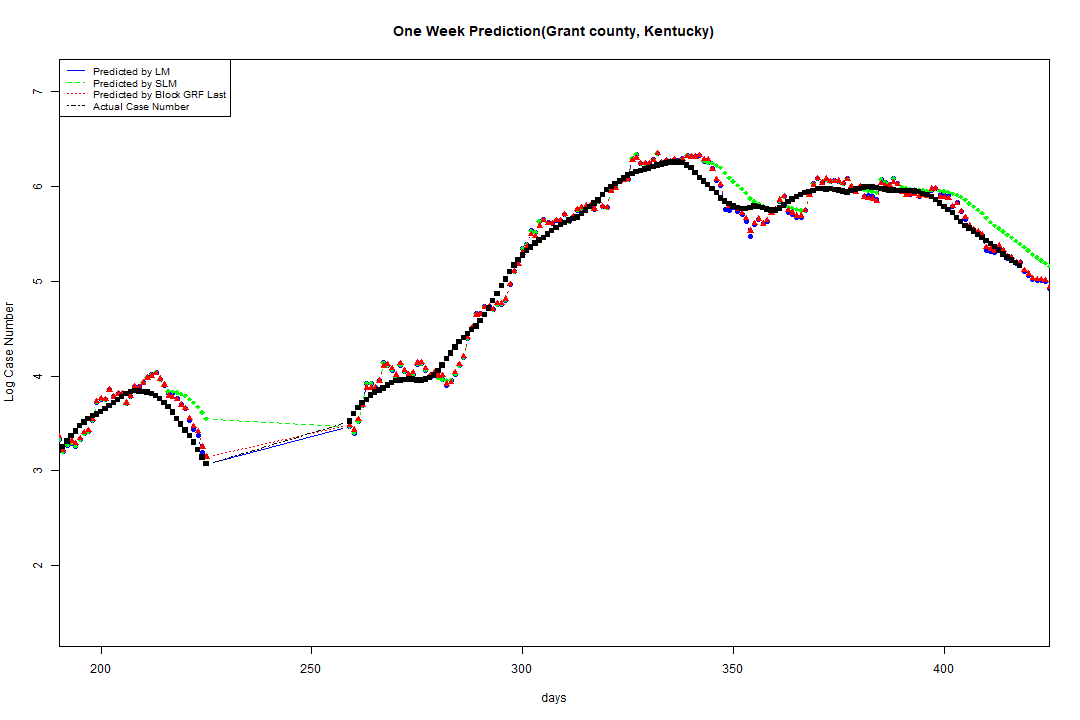 One Week Prediction(Grant county, Kentucky)
Predicted by LM
Predicted by SLM
Predicted by Block GRF Last
Actual Case Number
7
6
5
4
3
2
Log Case Number
200 250 300 350 400
days